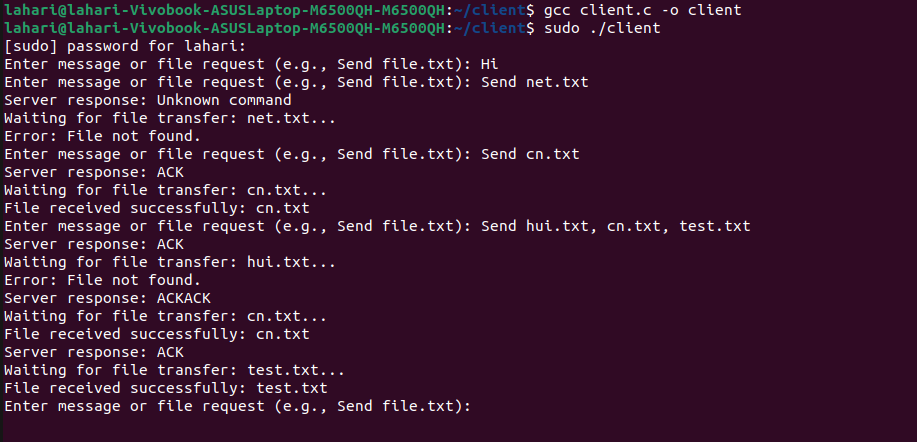 lahari@lahari-Vivobook-ASUSLaptop-M6500QH-M6500QH:~/client$ gcc client.c -o client
lahari@lahari-Vivobook-ASUSLaptop-M6500QH-M6500QH:~/client$ sudo ./client
[sudo] password for lahari:
Enter message or file request (e.g., Send file.txt): Hi
Enter message or file request (e.g., Send file.txt): Send net.txt
Server response: Unknown command
Waiting for file transfer: net.txt...
Error: File not found.
Enter message or file request (e.g., Send file.txt): Send cn.txt
Server response: ACK
Waiting for file transfer: cn.txt...
File received successfully: cn.txt
Enter message or file request (e.g., Send file.txt): Send hui.txt, cn.txt, test.txt
Server response: ACK
Waiting for file transfer: hui.txt...
Error: File not found.
Server response: ACKACK
Waiting for file transfer: cn.txt...
File received successfully: cn.txt
Server response: ACK
Waiting for file transfer: test.txt...
File received successfully: test.txt
Enter message or file request (e.g., Send file.txt):